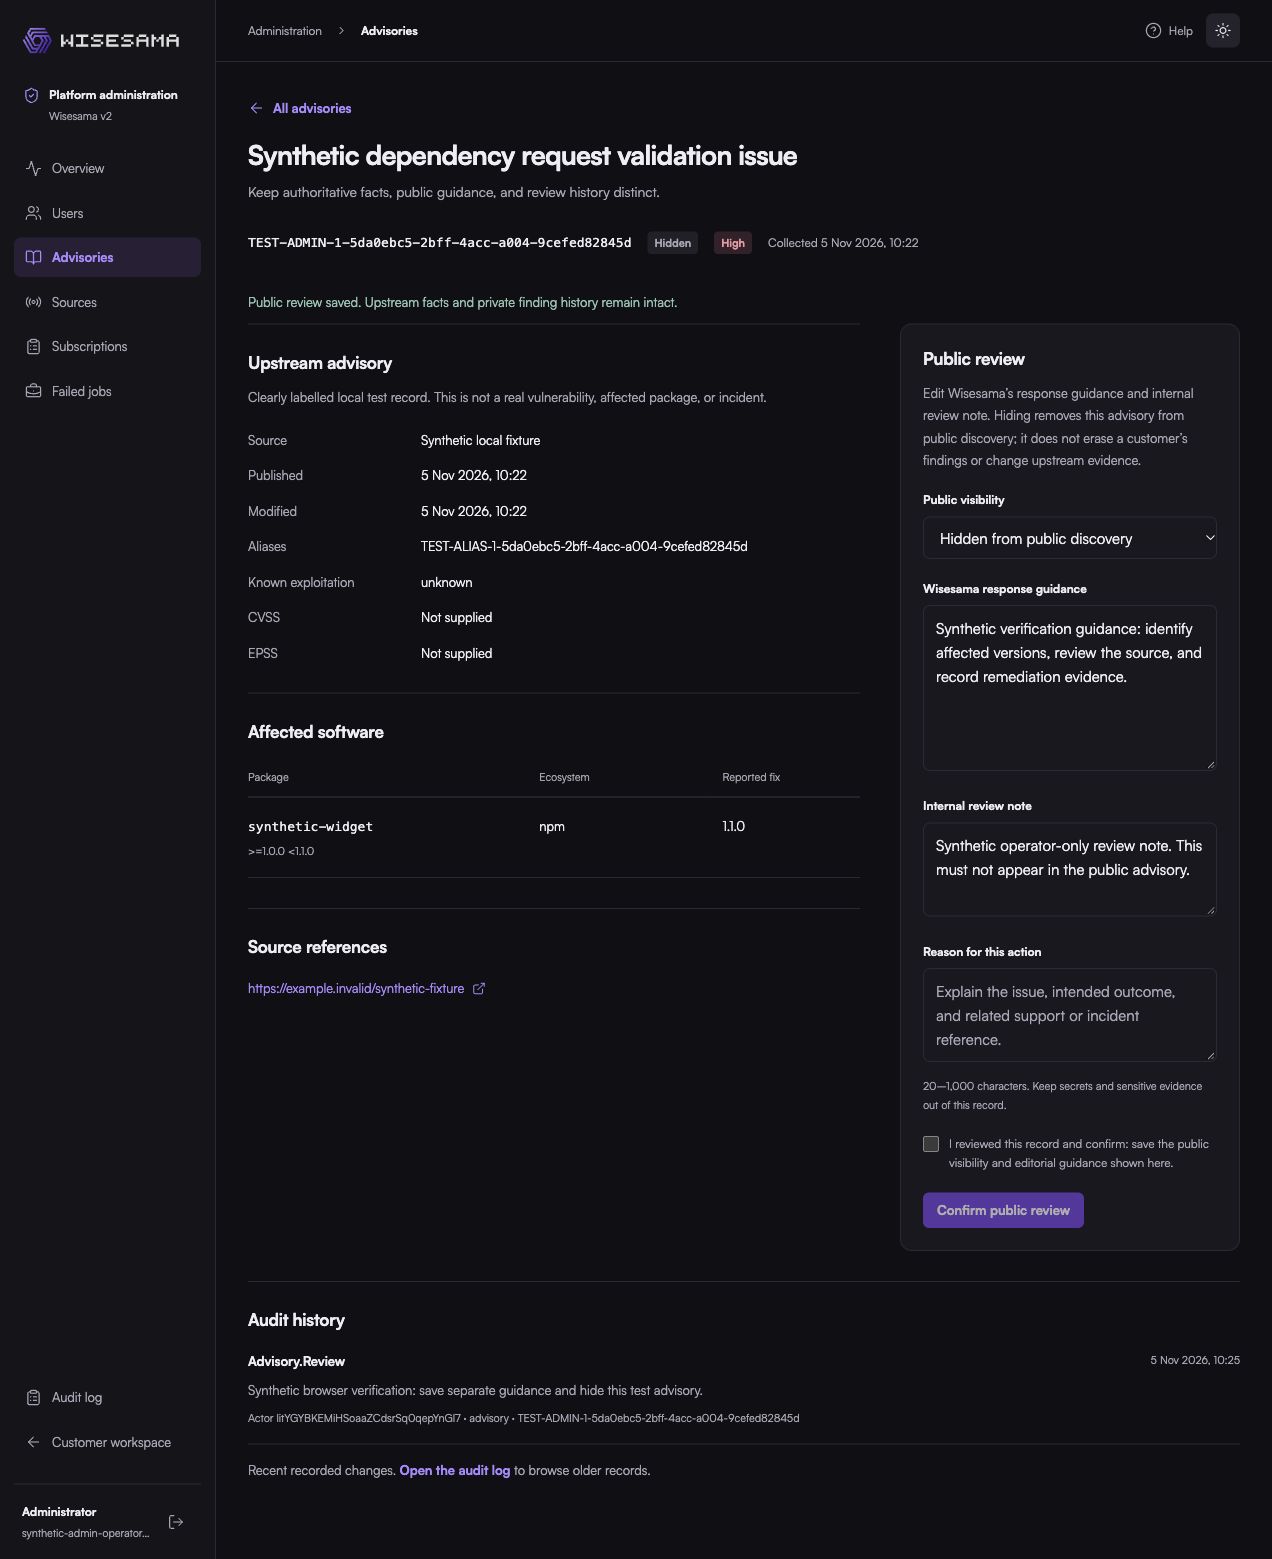 WISESAMA
Platform administration
Wisesama v2
Overview
Users
Advisories
Sources
Subscriptions
Failed jobs
Audit log
Customer workspace
Administrator
synthetic-admin-operator...
Administration > Advisories
Help
All advisories
Synthetic dependency request validation issue
Keep authoritative facts, public guidance, and review history distinct.
TEST-ADMIN-1-5da0ebc5-2bff-4acc-a004-9cefed82845d Hidden High Collected 5 Nov 2026, 10:22
Public review saved. Upstream facts and private finding history remain intact.
Upstream advisory
Clearly labelled local test record. This is not a real vulnerability, affected package, or incident.
Source Synthetic local fixture
Published 5 Nov 2026, 10:22
Modified 5 Nov 2026, 10:22
Aliases TEST-ALIAS-1-5da0ebc5-2bff-4acc-a004-9cefed82845d
Known exploitation unknown
CVSS Not supplied
EPSS Not supplied
Affected software
Package Ecosystem Reported fix
synthetic-widget npm 1.1.0
>=1.0.0 <1.1.0
Source references
https://example.invalid/synthetic-fixture
Public review
Edit Wisesama's response guidance and internal
review note. Hiding removes this advisory from
public discovery; it does not erase a customer's
findings or change upstream evidence.
Public visibility
Hidden from public discovery
Wisesama response guidance
Synthetic verification guidance: identify
affected versions, review the source, and
record remediation evidence.
Internal review note
Synthetic operator-only review note. This
must not appear in the public advisory.
Reason for this action
Explain the issue, intended outcome,
and related support or incident
reference.
20–1,000 characters. Keep secrets and sensitive evidence
out of this record.
I reviewed this record and confirm: save the public
visibility and editorial guidance shown here.
Confirm public review
Audit history
Advisory.Review 5 Nov 2026, 10:25
Synthetic browser verification: save separate guidance and hide this test advisory.
Actor · advisory · TEST-ADMIN-1-5da0ebc5-2bff-4acc-a004-9cefed82845d
Recent recorded changes. Open the audit log to browse older records.